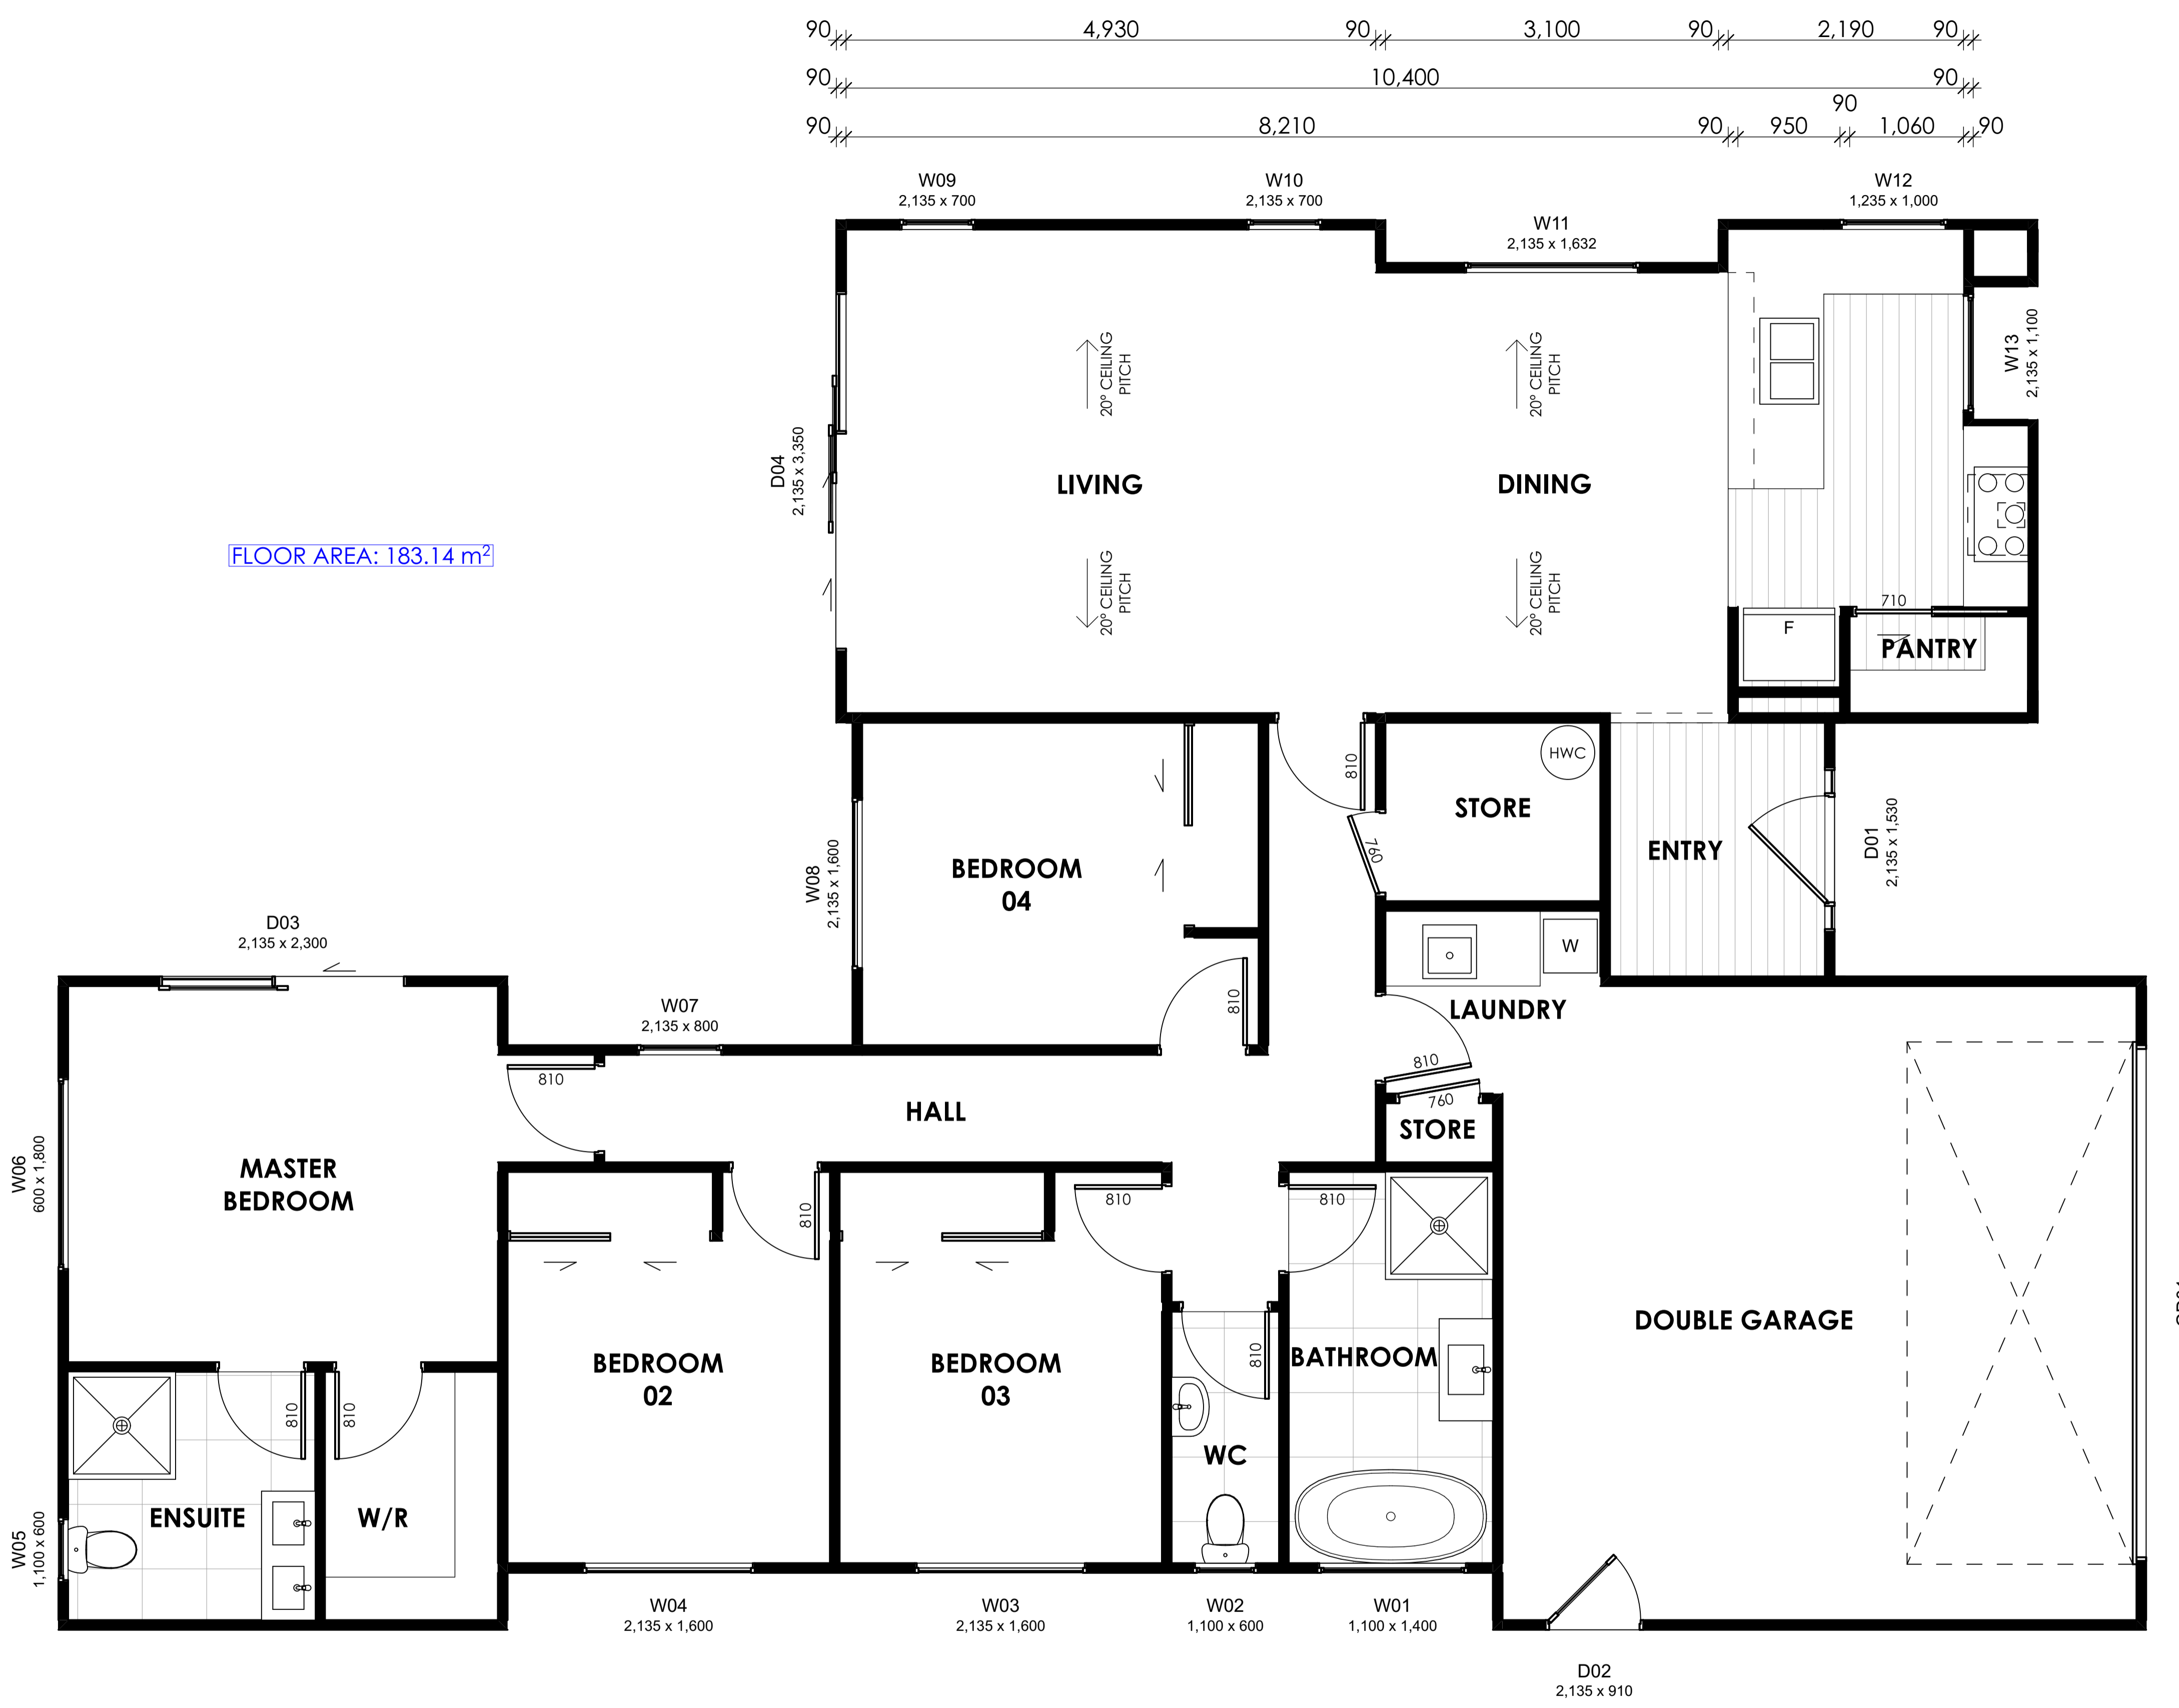 90 4,930 90 3,100 90 2,190 90
90 10,400 90
90
90 8,210 90 950 1,060 90
W09
2,135 x 700
W10
2,135 x 700
W11
2,135 x 1,632
W12
1,235 x 1,000
W13
2,135 x 1,100
20° CEILING
PITCH
20° CEILING
PITCH
D04
2,135 x 3,350
LIVING
DINING
FLOOR AREA: 183.14 m²
20° CEILING
PITCH
20° CEILING
PITCH
710
F
PANTRY
HWC
810
STORE
760
ENTRY
D01
2,135 x 1,530
W08
2,135 x 1,600
BEDROOM
04
D03
2,135 x 2,300
W
810
LAUNDRY
W07
2,135 x 800
810
810
760
HALL
STORE
W06
600 x 1,800
MASTER
BEDROOM
810
810
810
DOUBLE GARAGE
BEDROOM
02
BEDROOM
03
810
BATHROOM
810
810
WC
ENSUITE
W/R
W05
1,100 x 600
W04
2,135 x 1,600
W03
2,135 x 1,600
W02
1,100 x 600
W01
1,100 x 1,400
D02
2,135 x 910